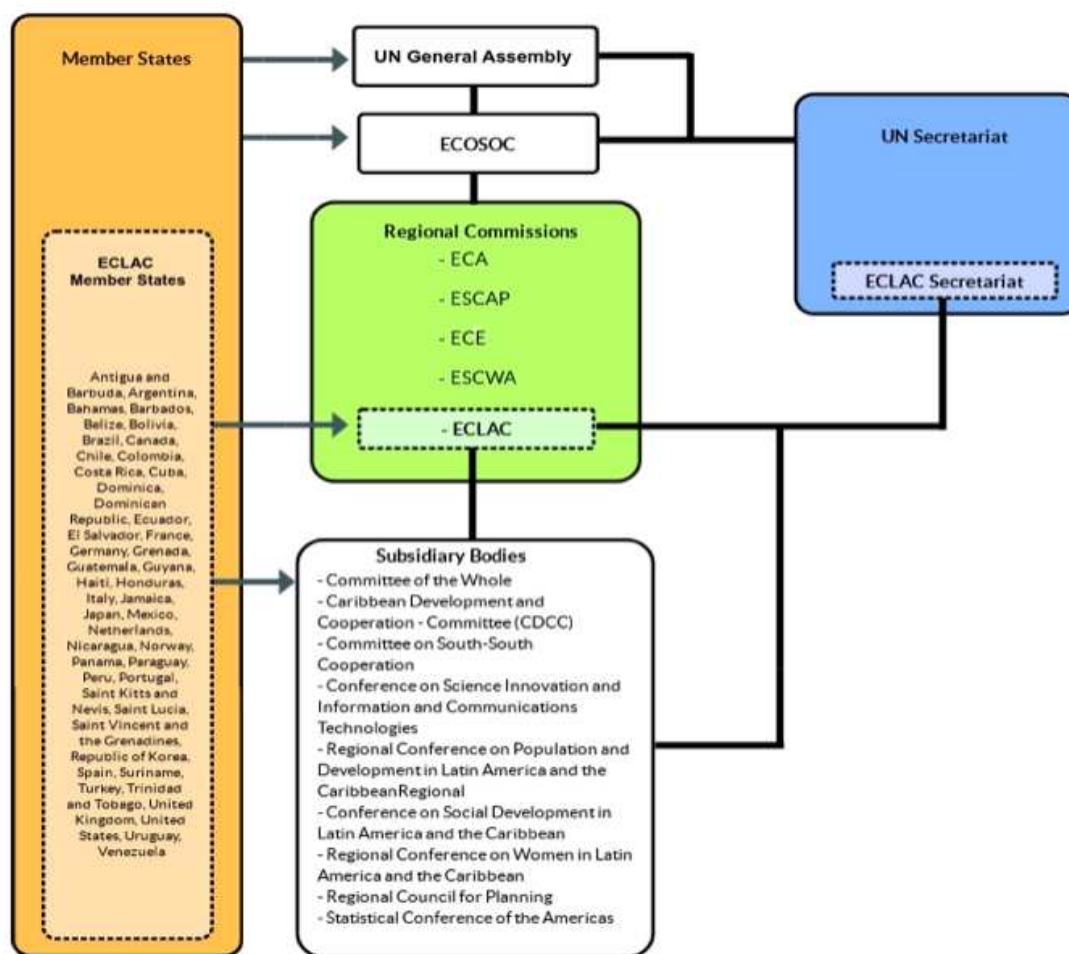 Member States
ECLAC
Member States
Antigua and
Barbuda, Argentina,
Bahamas, Barbados,
Belize, Bolivia,
Brazil, Canada,
Chile, Colombia,
Costa Rica, Cuba,
Dominica,
Dominican
Republic, Ecuador,
El Salvador, France,
Germany, Grenada,
Guatemala, Guyana,
Haiti, Honduras,
Italy, Jamaica,
Japan, Mexico,
Netherlands,
Nicaragua, Norway,
Panama, Paraguay,
Peru, Portugal,
Saint Kitts and
Nevis, Saint Lucia,
Saint Vincent and
the Grenadines,
Republic of Korea,
Spain, Suriname,
Turkey, Trinidad
and Tobago, United
Kingdom, United
States, Uruguay,
Venezuela
UN General Assembly
ECOSOC
Regional Commissions
- ECA
- ESCAP
- ECE
- ESCWA
- ECLAC
Subsidiary Bodies
- Committee of the Whole
- Caribbean Development and
Cooperation - Committee (CDCC)
- Committee on South-South
Cooperation
- Conference on Science Innovation and
Information and Communications
Technologies
- Regional Conference on Population and
Development in Latin America and the
CaribbeanRegional
- Conference on Social Development in
Latin America and the Caribbean
- Regional Conference on Women in Latin
America and the Caribbean
- Regional Council for Planning
- Statistical Conference of the Americas
UN Secretariat
ECLAC Secretariat